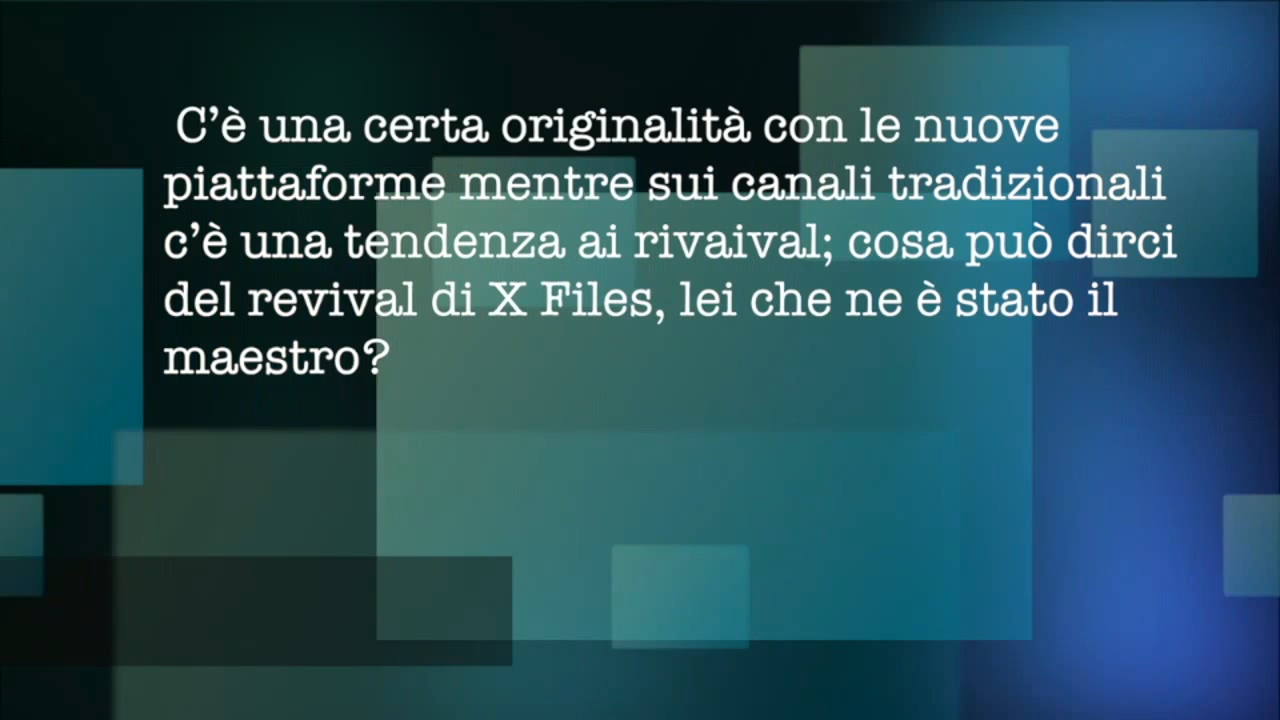 C’è una certa originalità con le nuove
piattaforme mentre sui canali tradizionali
c’è una tendenza ai rivaival; cosa può dirci
del revival di X Files, lei che ne è stato il
maestro?